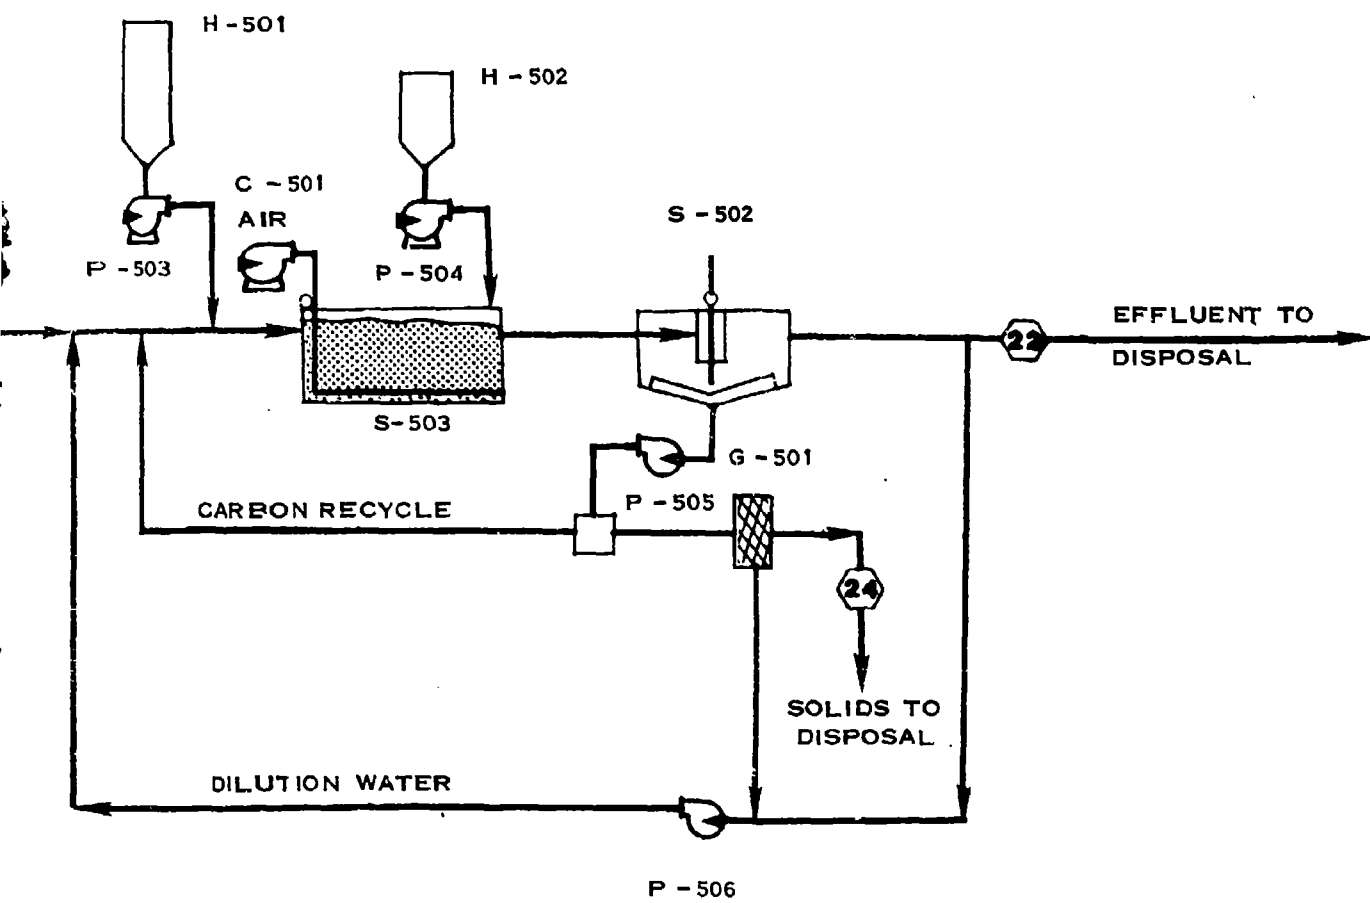 H-501
H-502
C-501
AIR
S-502
P-503
P-504
EFFLUENT TO
22
DISPOSAL
S-503
G-501
CARBON RECYCLE
P-505
24
SOLIDS TO
DISPOSAL
DILUTION WATER
P-506